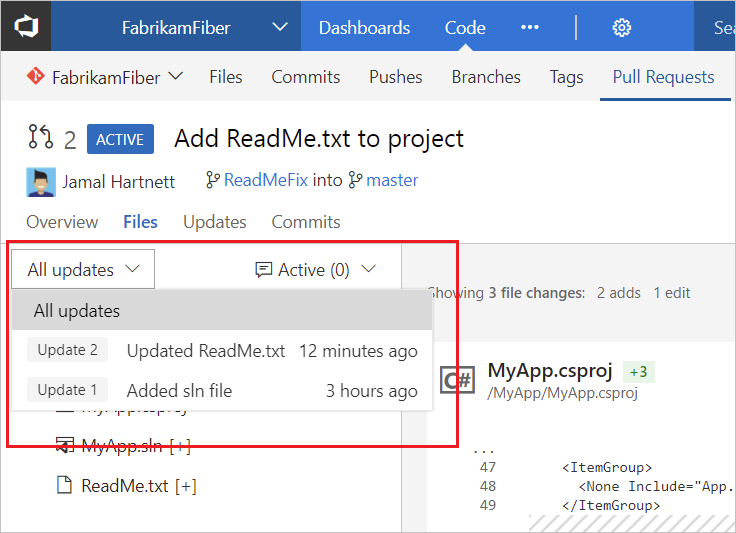 FabrikamFiber Dashboards Code ... Sea
FabrikamFiber Files Commits Pushes Branches Tags Pull Requests
2 ACTIVE Add ReadMe.txt to project
Jamal Hartnett ReadMeFix into master
Overview Files Updates Commits
All updates Active (0)
Showing 3 file changes: 2 adds 1 edit
All updates
Update 2 Updated ReadMe.txt 12 minutes ago
Update 1 Added sln file 3 hours ago
C# MyApp.csproj +3
/MyApp/MyApp.csproj
MyApp.csproj
MyApp.sln [+]
ReadMe.txt [+]
...
47 <ItemGroup>
48 <None Include="App.
49 </ItemGroup>